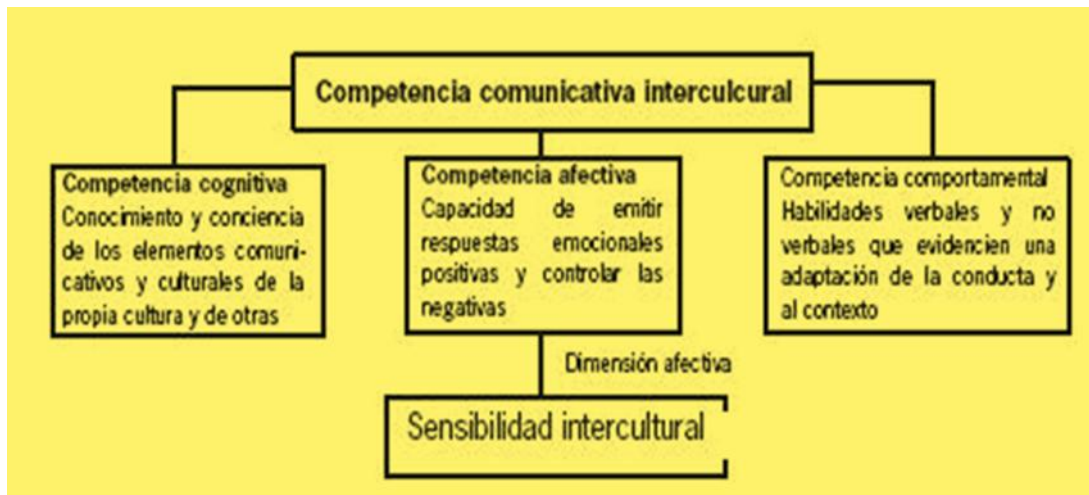 Competencia comunicativa interculcural
Competencia cognitiva
Conocimiento y conciencia
de los elementos comuni-
cativos y culturales de la
propia cultura y de otras
Competencia afectiva
Capacidad de emitir
respuestas emocionales
positivas y controlar las
negativas
Competencia comportamental
Habilidades verbales y no
verbales que evidencien una
adaptación de la conducta y
al contexto
Dimensión afectiva
Sensibilidad intercultural